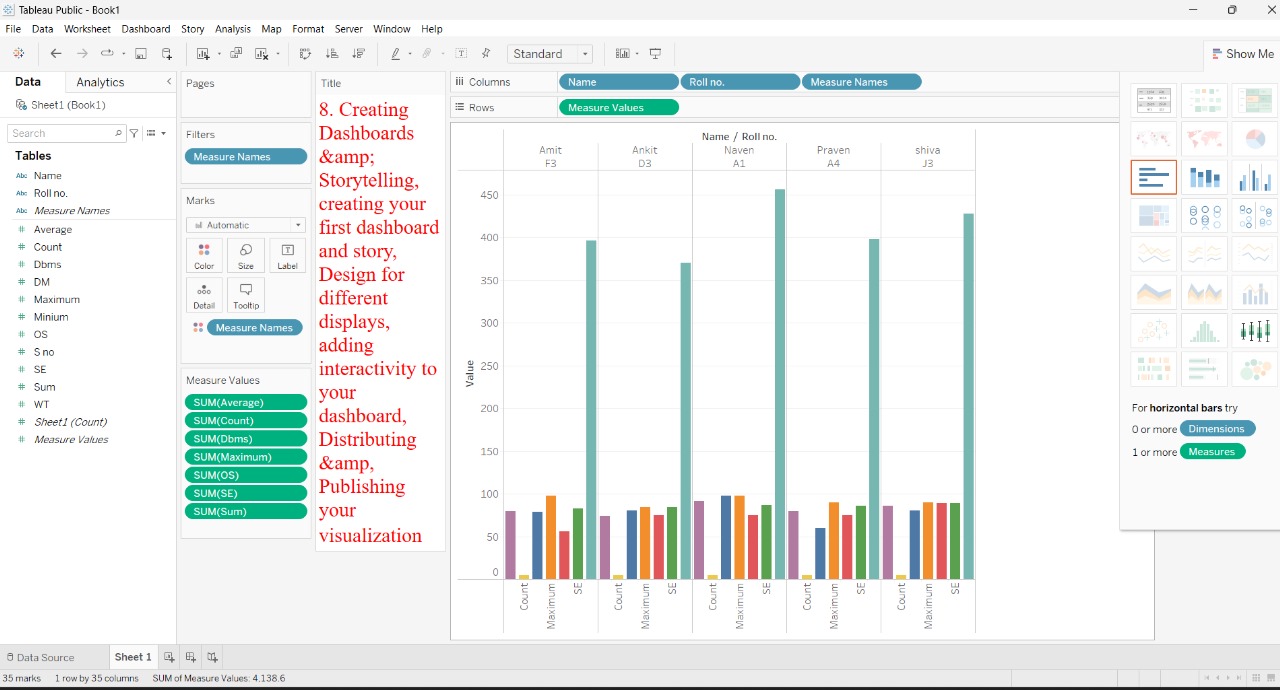 Tableau Public - Book1
File Data Worksheet Dashboard Story Analysis Map Format Server Window Help
Standard
Show Me
Data Analytics
Sheet1 (Book1)
Search
Tables
Abc Name
Abc Roll no.
Abc Measure Names
# Average
# Count
# Dbms
# DM
# Maximum
# Minium
# OS
# S no
# SE
# Sum
# WT
# Sheet1 (Count)
# Measure Values
Pages
Filters
Measure Names
Marks
Automatic
Color Size Label
Detail Tooltip
Measure Names
Measure Values
SUM(Average)
SUM(Count)
SUM(Dbms)
SUM(Maximum)
SUM(OS)
SUM(SE)
SUM(Sum)
Title
8. Creating
Dashboards
&amp;
Storytelling,
creating your
first dashboard
and story,
Design for
different
displays,
adding
interactivity to
your
dashboard,
Distributing
&amp,
Publishing
your
visualization
Columns Name Roll no. Measure Names
Rows Measure Values
Name / Roll no.
Amit Ankit Naven Praven shiva
F3 D3 A1 A4 J3
450
400
350
300
250
200
150
100
50
0
Value
Count Maximum SE Count Maximum SE Count Maximum SE Count Maximum SE Count Maximum SE
For horizontal bars try
0 or more Dimensions
1 or more Measures
Data Source Sheet 1
35 marks 1 row by 35 columns SUM of Measure Values: 4,138.6